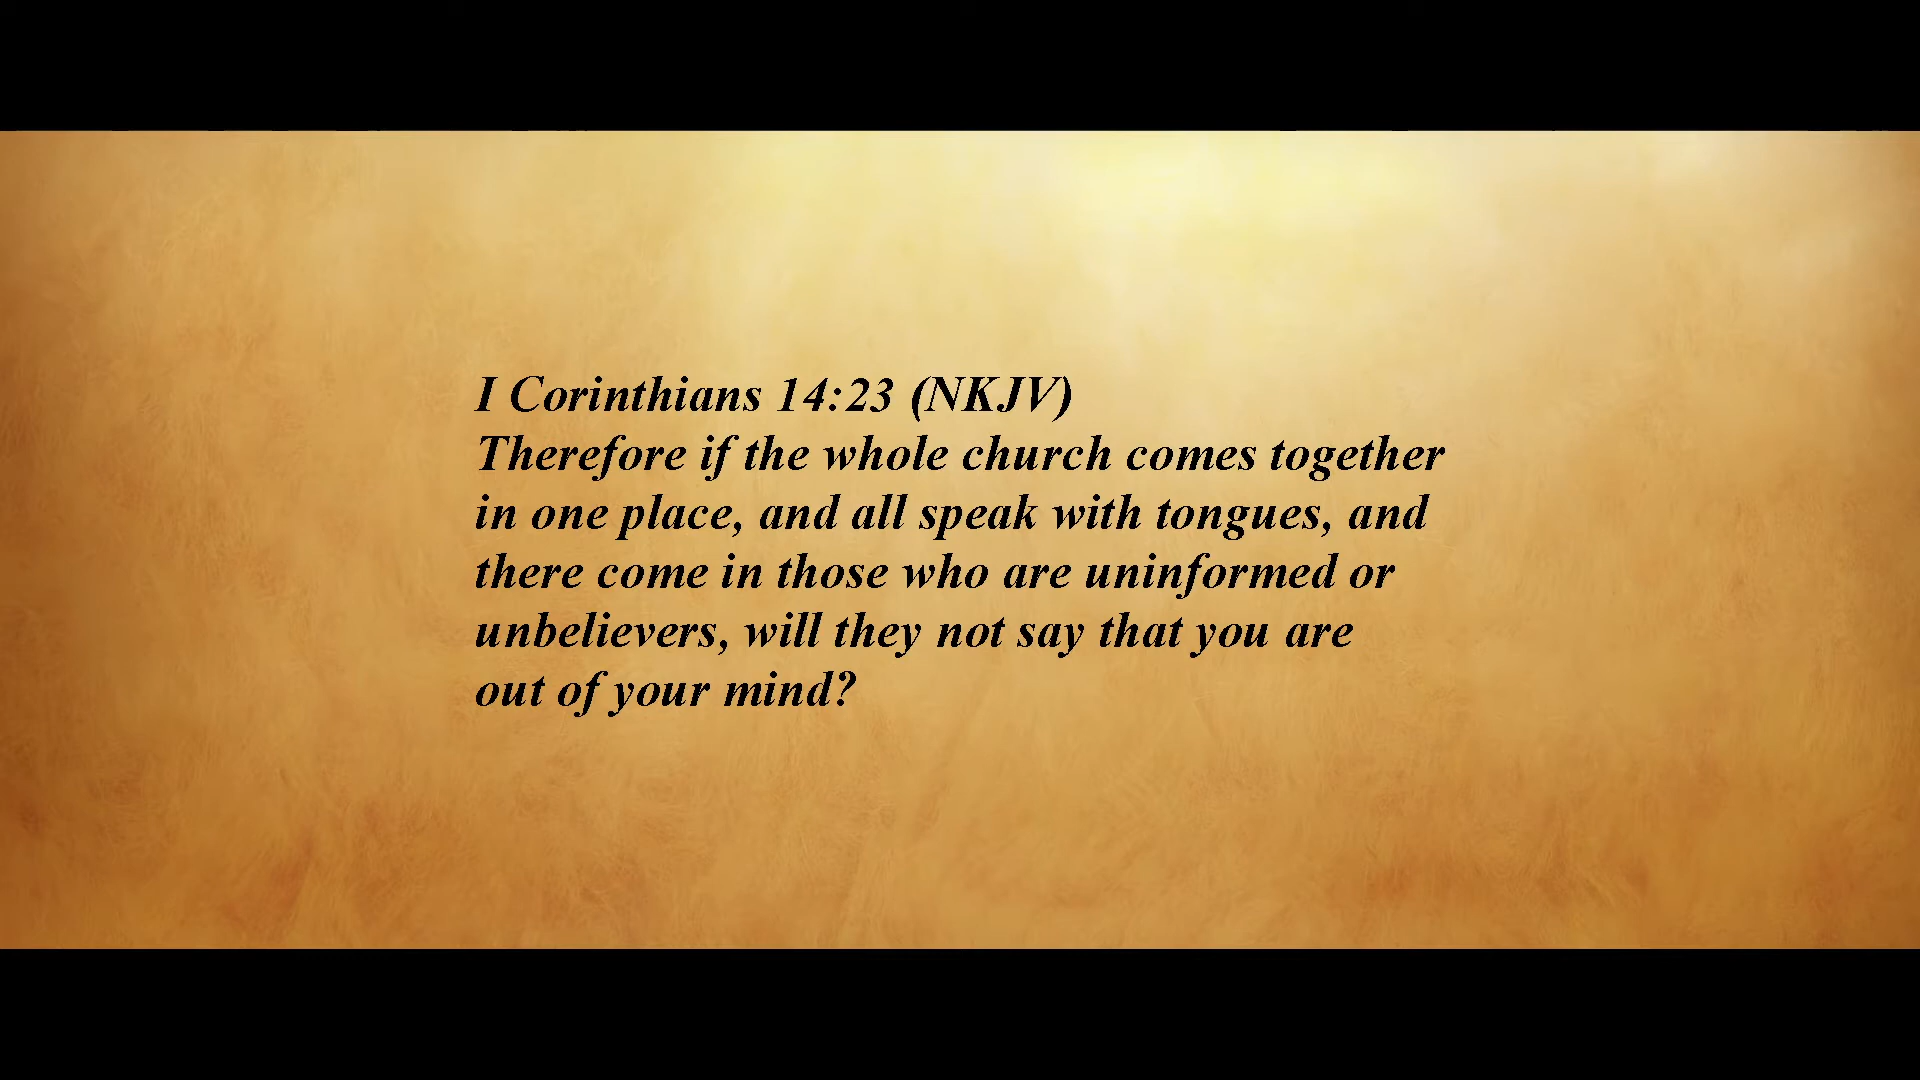 I Corinthians 14:23 (NKJV)
Therefore if the whole church comes together
in one place, and all speak with tongues, and
there come in those who are uninformed or
unbelievers, will they not say that you are
out of your mind?